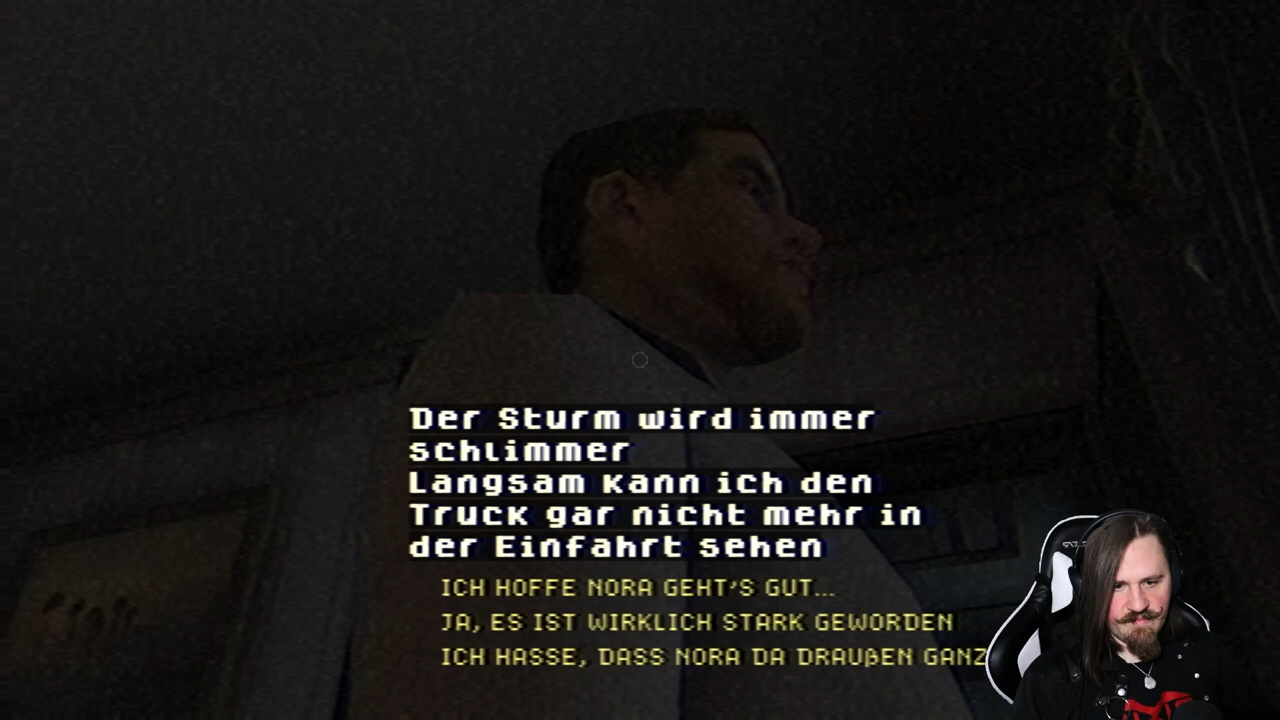 Der Sturm wird immer
schlimmer
Langsam kann ich den
Truck gar nicht mehr in
der Einfahrt sehen
ICH HOFFE NORA GEHT'S GUT...
JA, ES IST WIRKLICH STARK GEWORDEN
ICH HASSE, DASS NORA DA DRAUßEN GANZ